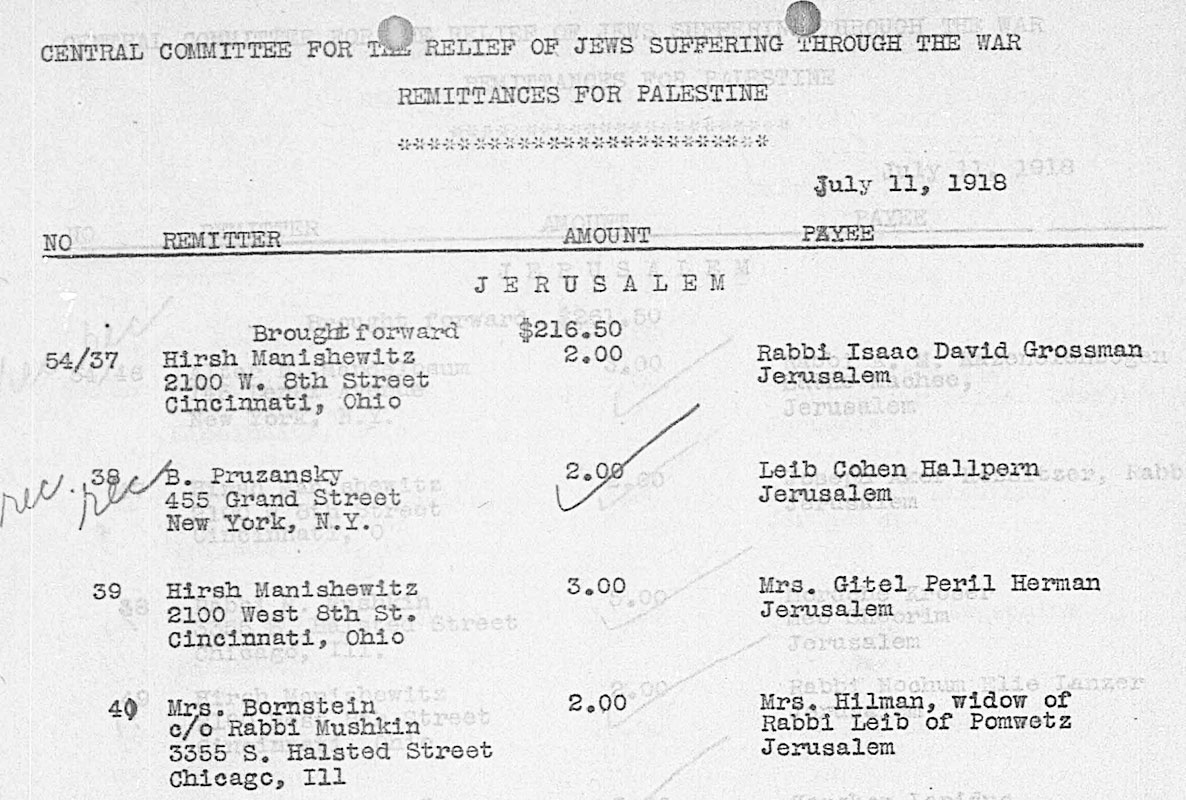 CENTRAL COMMITTEE FOR THE RELIEF OF JEWS SUFFERING THROUGH THE WAR
REMITTANCES FOR PALESTINE
*************************
July 11, 1918
NO REMITTER AMOUNT PAYEE
JERUSALEM
Brought forward $216.50
54/37 Hirsh Manishewitz 2.00 Rabbi Isaac David Grossman
2100 W. 8th Street Jerusalem
Cincinnati, Ohio
rec. rec 38 B. Pruzansky 2.00 Leib Cohen Hallpern
455 Grand Street Jerusalem
New York, N.Y.
39 Hirsh Manishewitz 3.00 Mrs. Gitel Peril Herman
2100 West 8th St. Jerusalem
Cincinnati, Ohio
40 Mrs. Bornstein 2.00 Mrs. Hilman, widow of
c/o Rabbi Mushkin Rabbi Leib of Pomwetz
3355 S. Halsted Street Jerusalem
Chicago, Ill